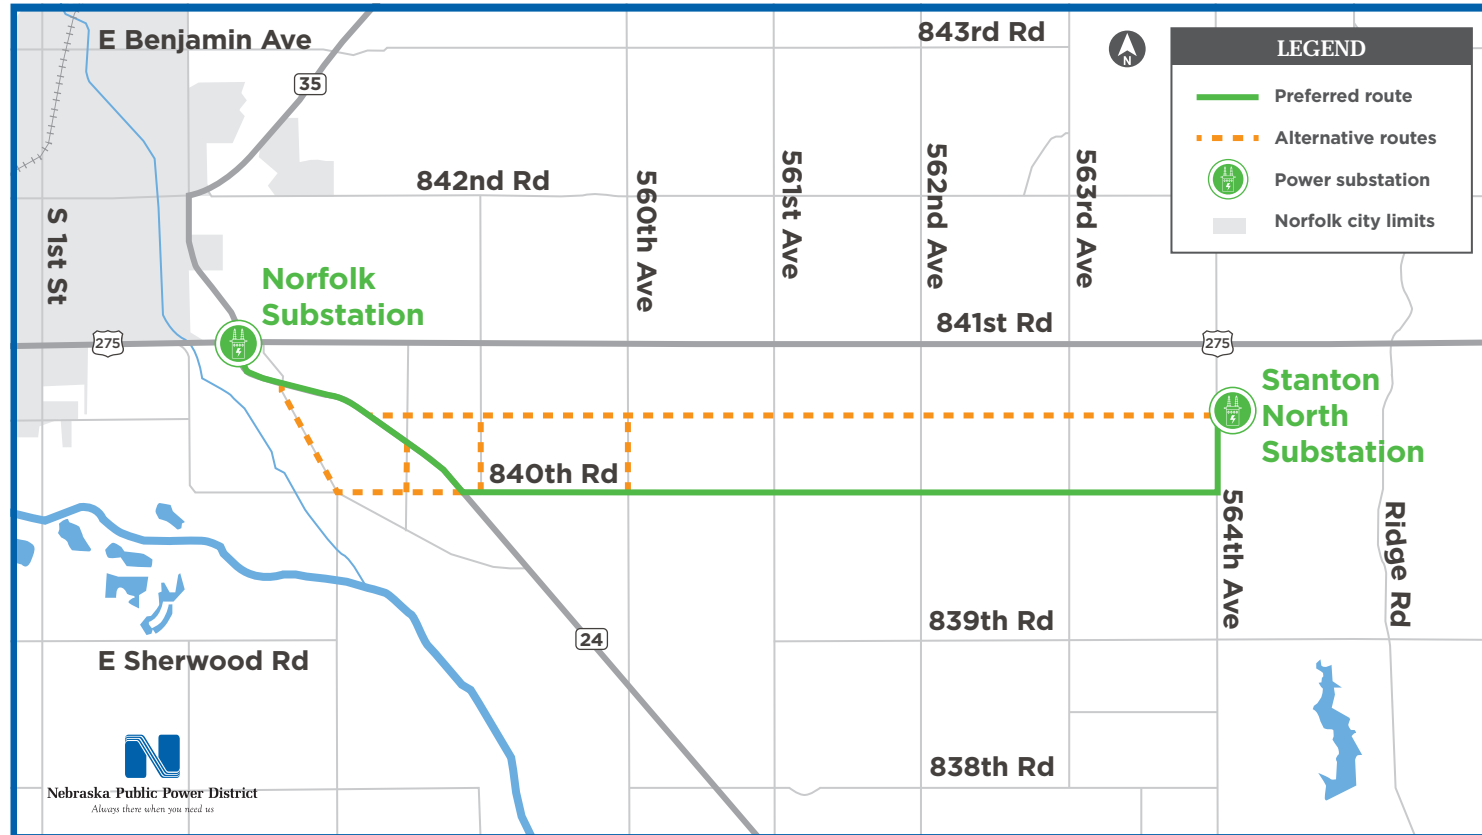 E Benjamin Ave
843rd Rd
N
LEGEND
Preferred route
Alternative routes
Power substation
Norfolk city limits
35
842nd Rd
560th Ave
561st Ave
562nd Ave
563rd Ave
S 1st St
Norfolk
Substation
841st Rd
275
275
Stanton
North
Substation
840th Rd
564th Ave
Ridge Rd
839th Rd
24
E Sherwood Rd
838th Rd
N
Nebraska Public Power District
Always there when you need us